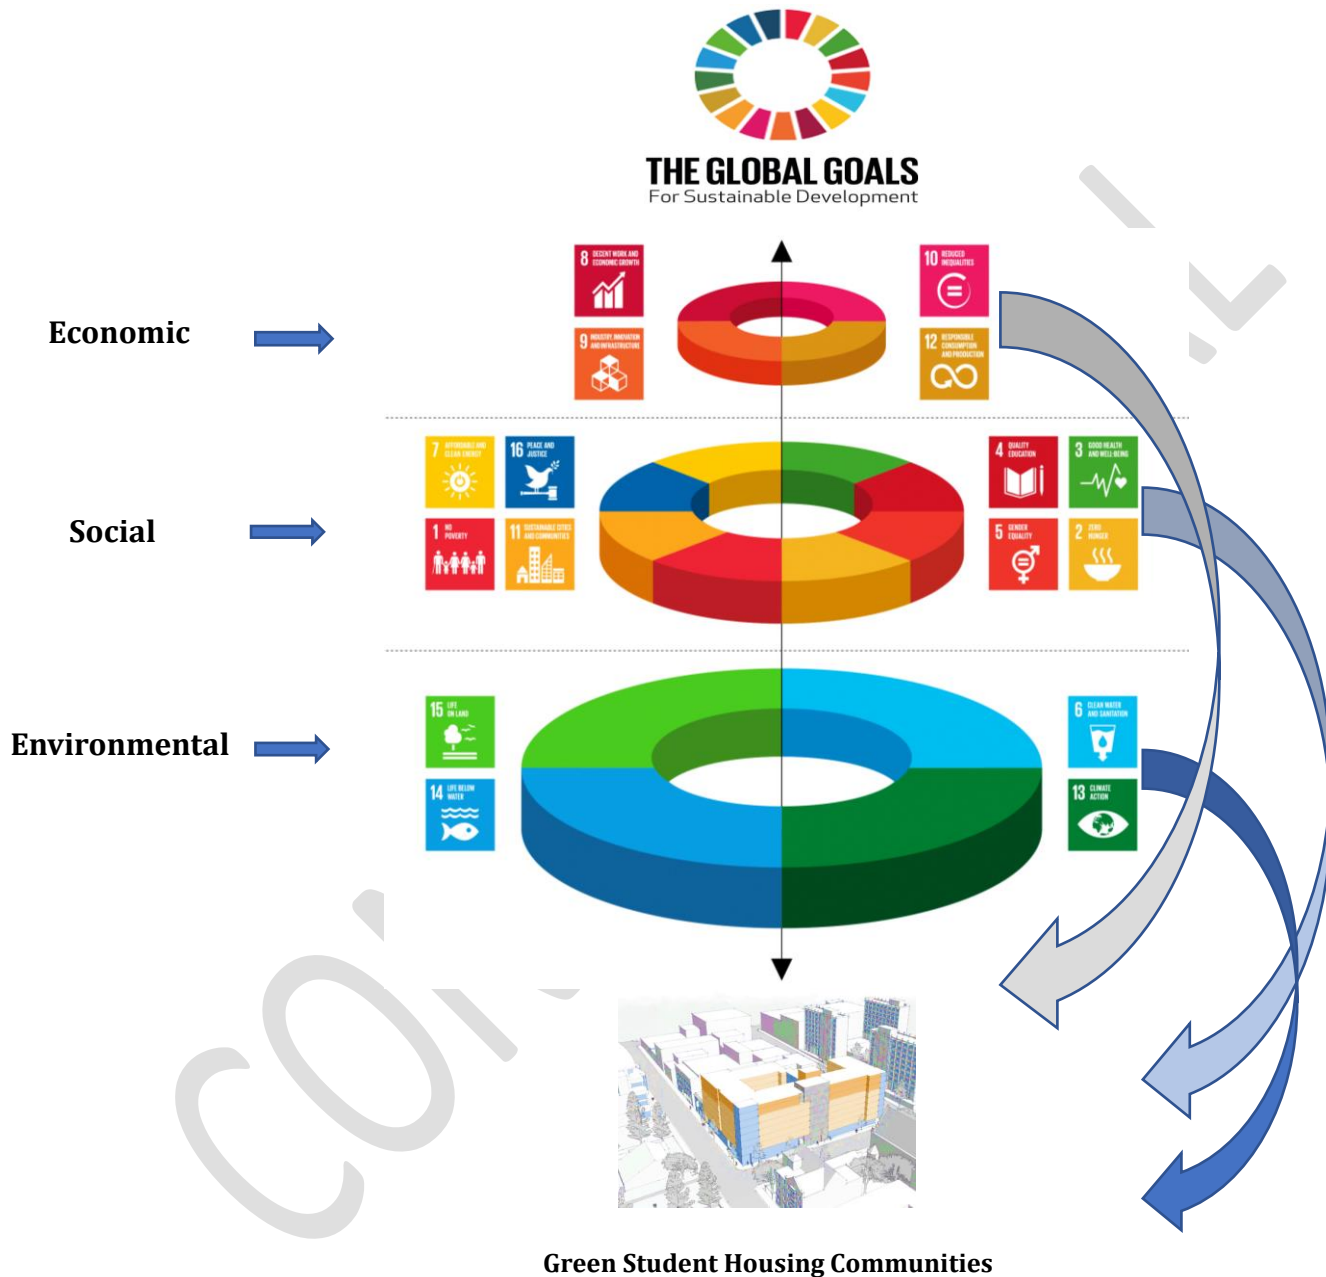 THE GLOBAL GOALS
For Sustainable Development
8 DECENT WORK AND
ECONOMIC GROWTH
10 REDUCED
INEQUALITIES
Economic
9 INDUSTRY, INNOVATION
AND INFRASTRUCTURE
12 RESPONSIBLE
CONSUMPTION
AND PRODUCTION
7 AFFORDABLE AND
CLEAN ENERGY
16 PEACE AND
JUSTICE
4 QUALITY
EDUCATION
3 GOOD HEALTH
AND WELL-BEING
Social
1 NO
POVERTY
11 SUSTAINABLE CITIES
AND COMMUNITIES
5 GENDER
EQUALITY
2 ZERO
HUNGER
15 LIFE
ON LAND
6 CLEAN WATER
AND SANITATION
Environmental
14 LIFE BELOW
WATER
13 CLIMATE
ACTION
Green Student Housing Communities